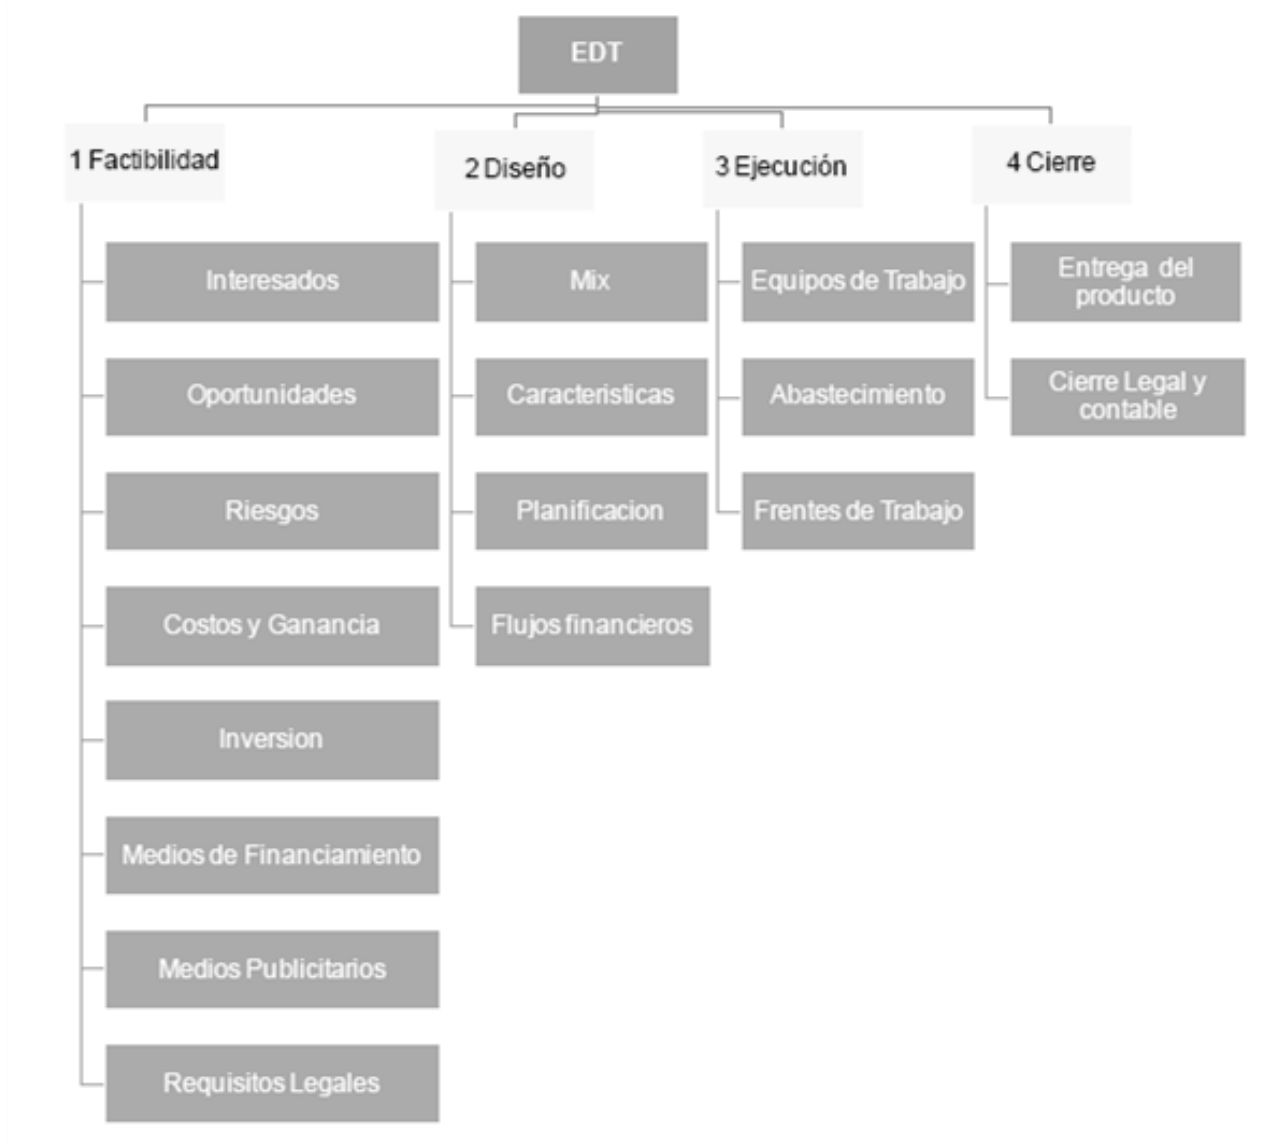 EDT
1 Factibilidad
Interesados
Oportunidades
Riesgos
Costos y Ganancia
Inversion
Medios de Financiamiento
Medios Publicitarios
Requisitos Legales
2 Diseño
Mix
Caracteristicas
Planificacion
Flujos financieros
3 Ejecución
Equipos de Trabajo
Abastecimiento
Frentes de Trabajo
4 Cierre
Entrega del
producto
Cierre Legal y
contable